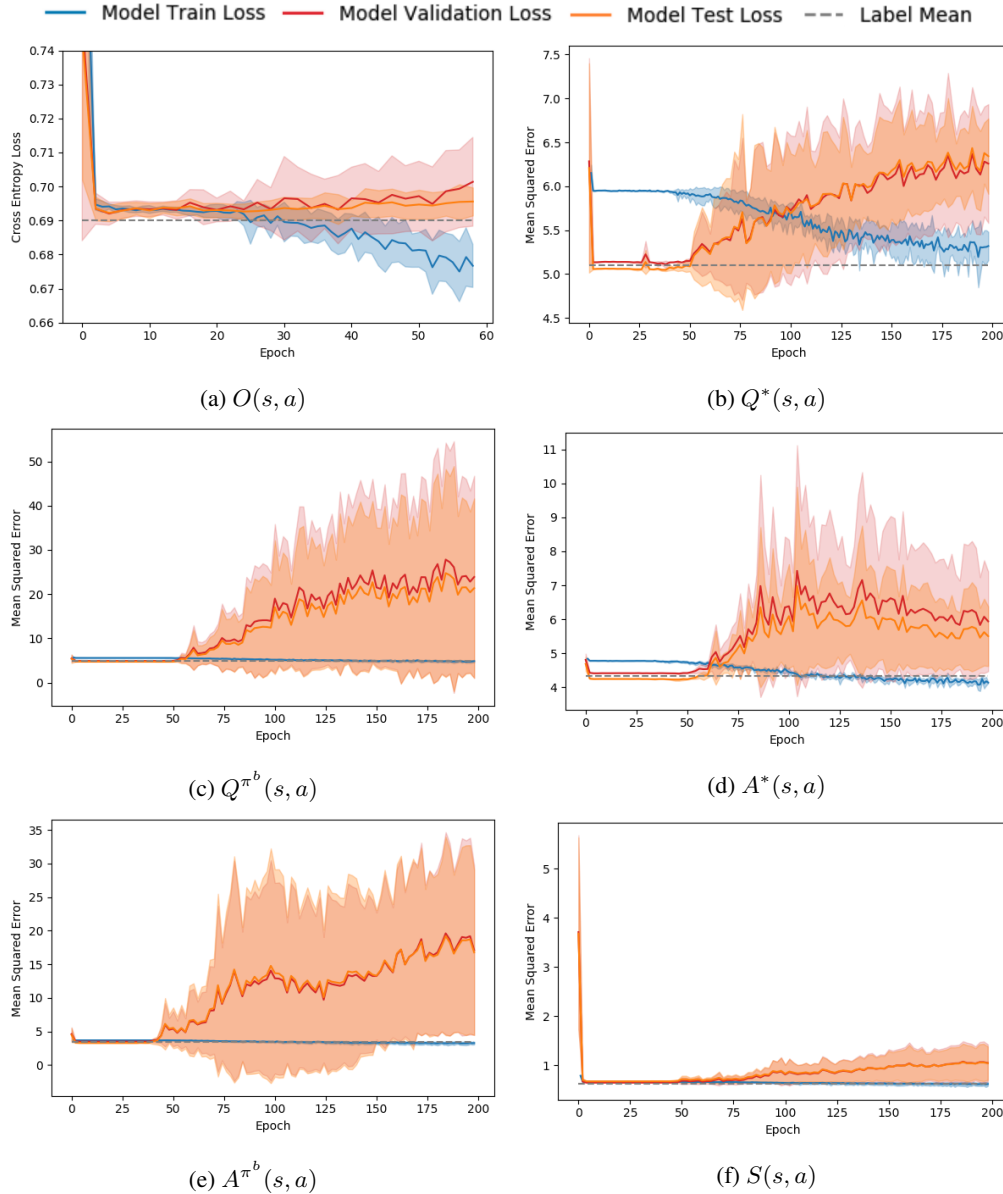 Model Train Loss Model Validation Loss Model Test Loss Label Mean
0.74
0.73
0.72
0.71
0.70
0.69
0.68
0.67
0.66
Cross Entropy Loss
0 10 20 30 40 50 60
Epoch
(a) O(s, a)
7.5
7.0
6.5
6.0
5.5
5.0
4.5
Mean Squared Error
0 25 50 75 100 125 150 175 200
Epoch
(b) Q*(s, a)
50
40
30
20
10
0
Mean Squared Error
0 25 50 75 100 125 150 175 200
Epoch
(c) Q^{π^b}(s, a)
11
10
9
8
7
6
5
4
Mean Squared Error
0 25 50 75 100 125 150 175 200
Epoch
(d) A*(s, a)
35
30
25
20
15
10
5
0
Mean Squared Error
0 25 50 75 100 125 150 175 200
Epoch
(e) A^{π^b}(s, a)
5
4
3
2
1
Mean Squared Error
0 25 50 75 100 125 150 175 200
Epoch
(f) S(s, a)